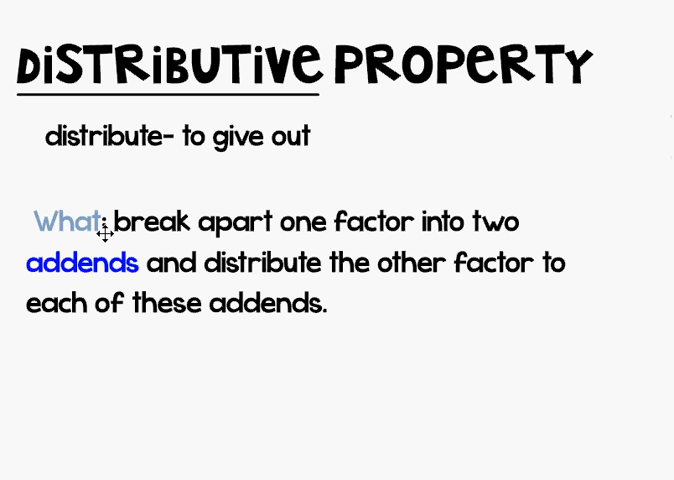 DiSTRiBUTiVe PROPeRTY
distribute- to give out
What: break apart one factor into two
addends and distribute the other factor to
each of these addends.